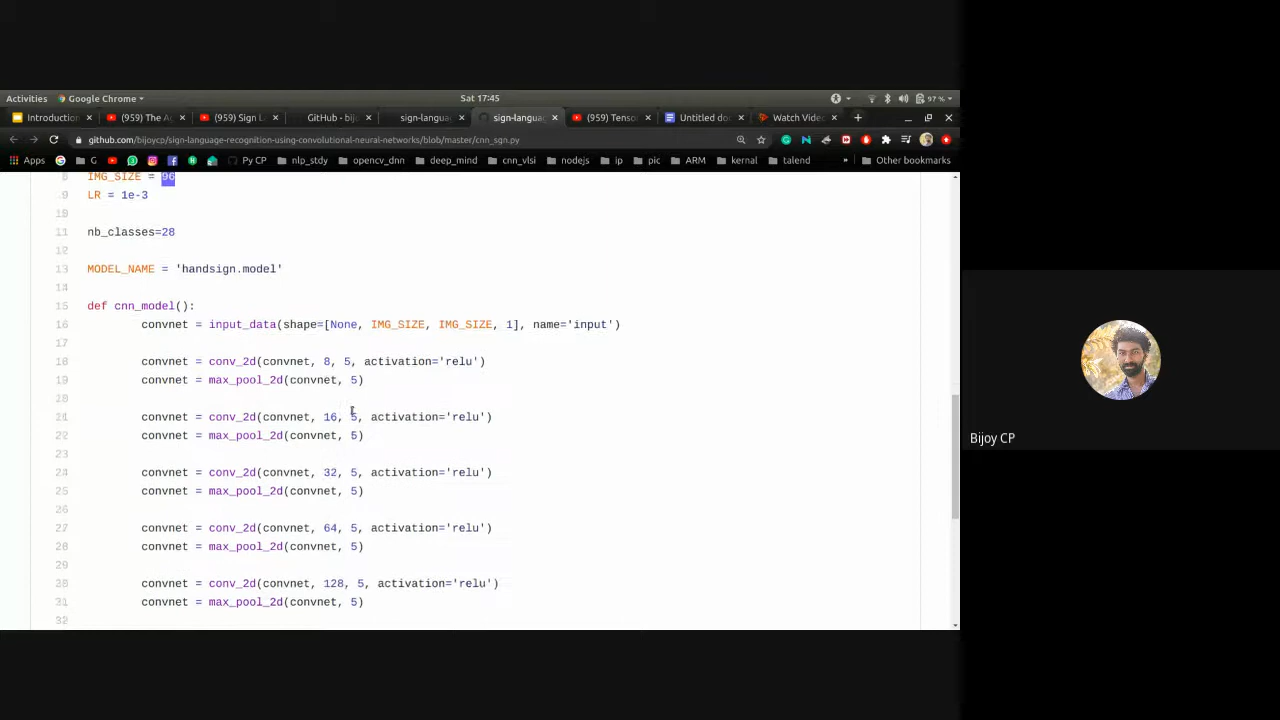 Activities Google Chrome Sat 17:45 97 %
Introduction (959) The A (959) Sign L GitHub - bij sign-langua sign-langua (959) Tenso Untitled do Watch Video
github.com/bijoycp/sign-language-recognition-using-convolutional-neural-networks/blob/master/cnn_sgn.py
Apps G Py CP nlp_stdy opencv_dnn deep_mind cnn_vlsi nodejs ip pic ARM kernal talend » Other bookmarks
8 IMG_SIZE = 96
9 LR = 1e-3
10
11 nb_classes=28
12
13 MODEL_NAME = 'handsign.model'
14
15 def cnn_model():
16 convnet = input_data(shape=[None, IMG_SIZE, IMG_SIZE, 1], name='input')
17
18 convnet = conv_2d(convnet, 8, 5, activation='relu')
19 convnet = max_pool_2d(convnet, 5)
20
21 convnet = conv_2d(convnet, 16, 5, activation='relu')
22 convnet = max_pool_2d(convnet, 5)
23
24 convnet = conv_2d(convnet, 32, 5, activation='relu')
25 convnet = max_pool_2d(convnet, 5)
26
27 convnet = conv_2d(convnet, 64, 5, activation='relu')
28 convnet = max_pool_2d(convnet, 5)
29
30 convnet = conv_2d(convnet, 128, 5, activation='relu')
31 convnet = max_pool_2d(convnet, 5)
32
Bijoy CP